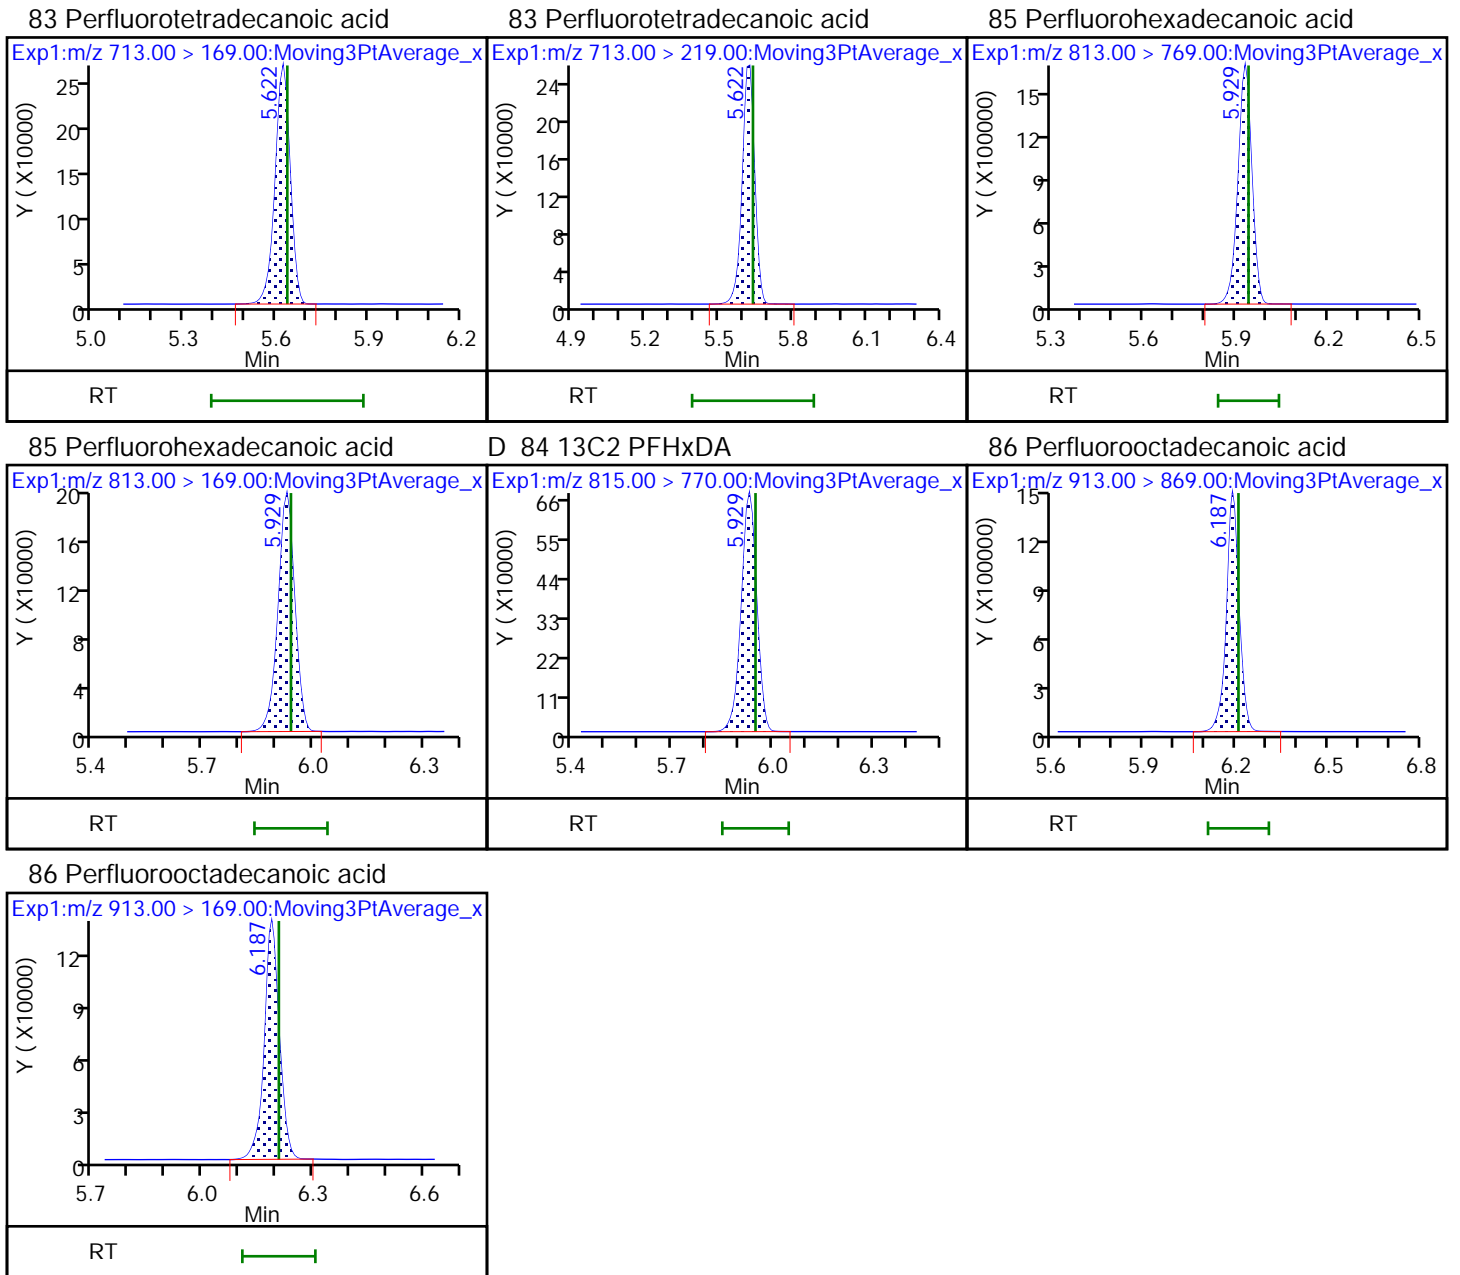 83 Perfluorotetradecanoic acid
Exp1:m/z 713.00 > 169.00:Moving3PtAverage_x
5.622
Y ( X10000)
25
20
15
10
5
0
5.0 5.3 5.6 5.9 6.2
Min
RT
83 Perfluorotetradecanoic acid
Exp1:m/z 713.00 > 219.00:Moving3PtAverage_x
5.622
Y ( X10000)
24
20
16
12
8
4
0
4.9 5.2 5.5 5.8 6.1 6.4
Min
RT
85 Perfluorohexadecanoic acid
Exp1:m/z 813.00 > 769.00:Moving3PtAverage_x
5.929
Y ( X100000)
15
12
9
6
3
0
5.3 5.6 5.9 6.2 6.5
Min
RT
85 Perfluorohexadecanoic acid
Exp1:m/z 813.00 > 169.00:Moving3PtAverage_x
5.929
Y ( X10000)
20
16
12
8
4
0
5.4 5.7 6.0 6.3
Min
RT
D 84 13C2 PFHxDA
Exp1:m/z 815.00 > 770.00:Moving3PtAverage_x
5.929
Y ( X10000)
66
55
44
33
22
11
0
5.4 5.7 6.0 6.3
Min
RT
86 Perfluorooctadecanoic acid
Exp1:m/z 913.00 > 869.00:Moving3PtAverage_x
6.187
Y ( X100000)
15
12
9
6
3
0
5.6 5.9 6.2 6.5 6.8
Min
RT
86 Perfluorooctadecanoic acid
Exp1:m/z 913.00 > 169.00:Moving3PtAverage_x
6.187
Y ( X10000)
12
9
6
3
0
5.7 6.0 6.3 6.6
Min
RT